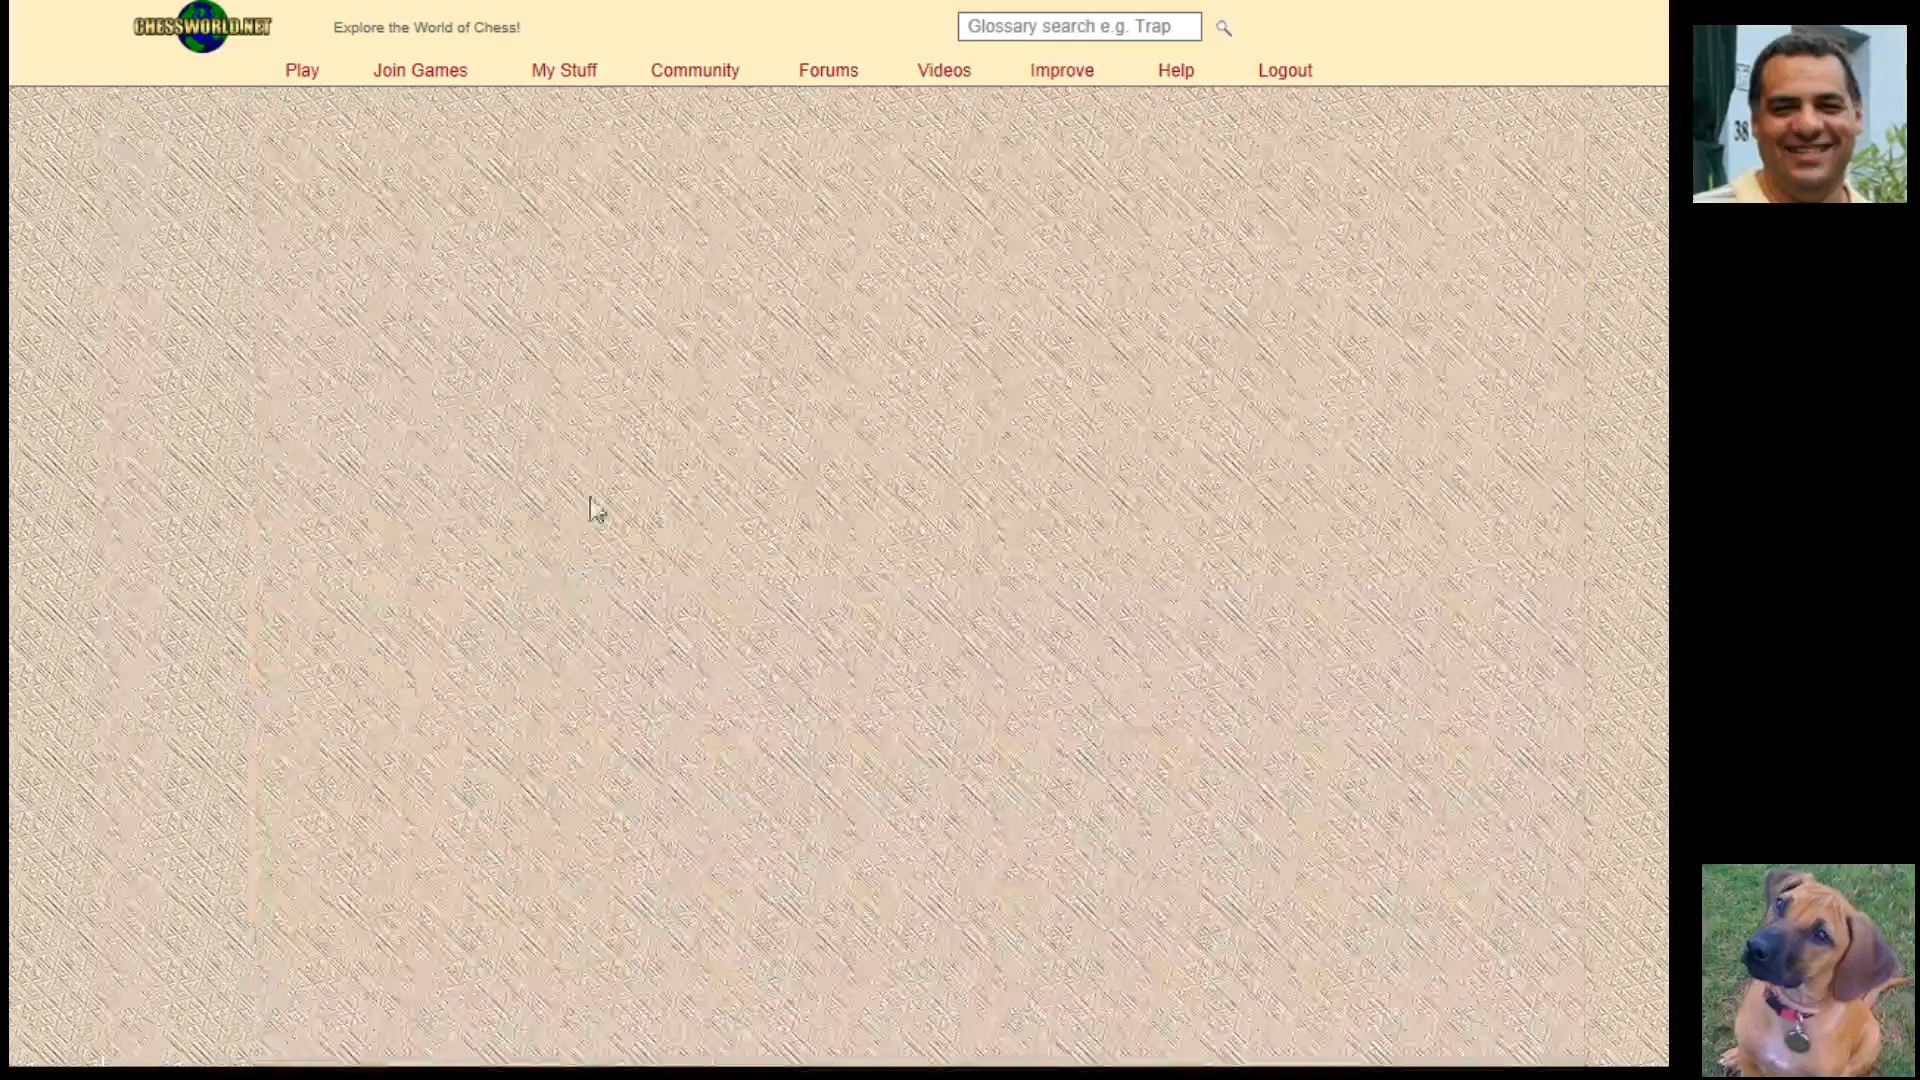 CHESSWORLD.NET
Explore the World of Chess!
Glossary search e.g. Trap
Play Join Games My Stuff Community Forums Videos Improve Help Logout
38